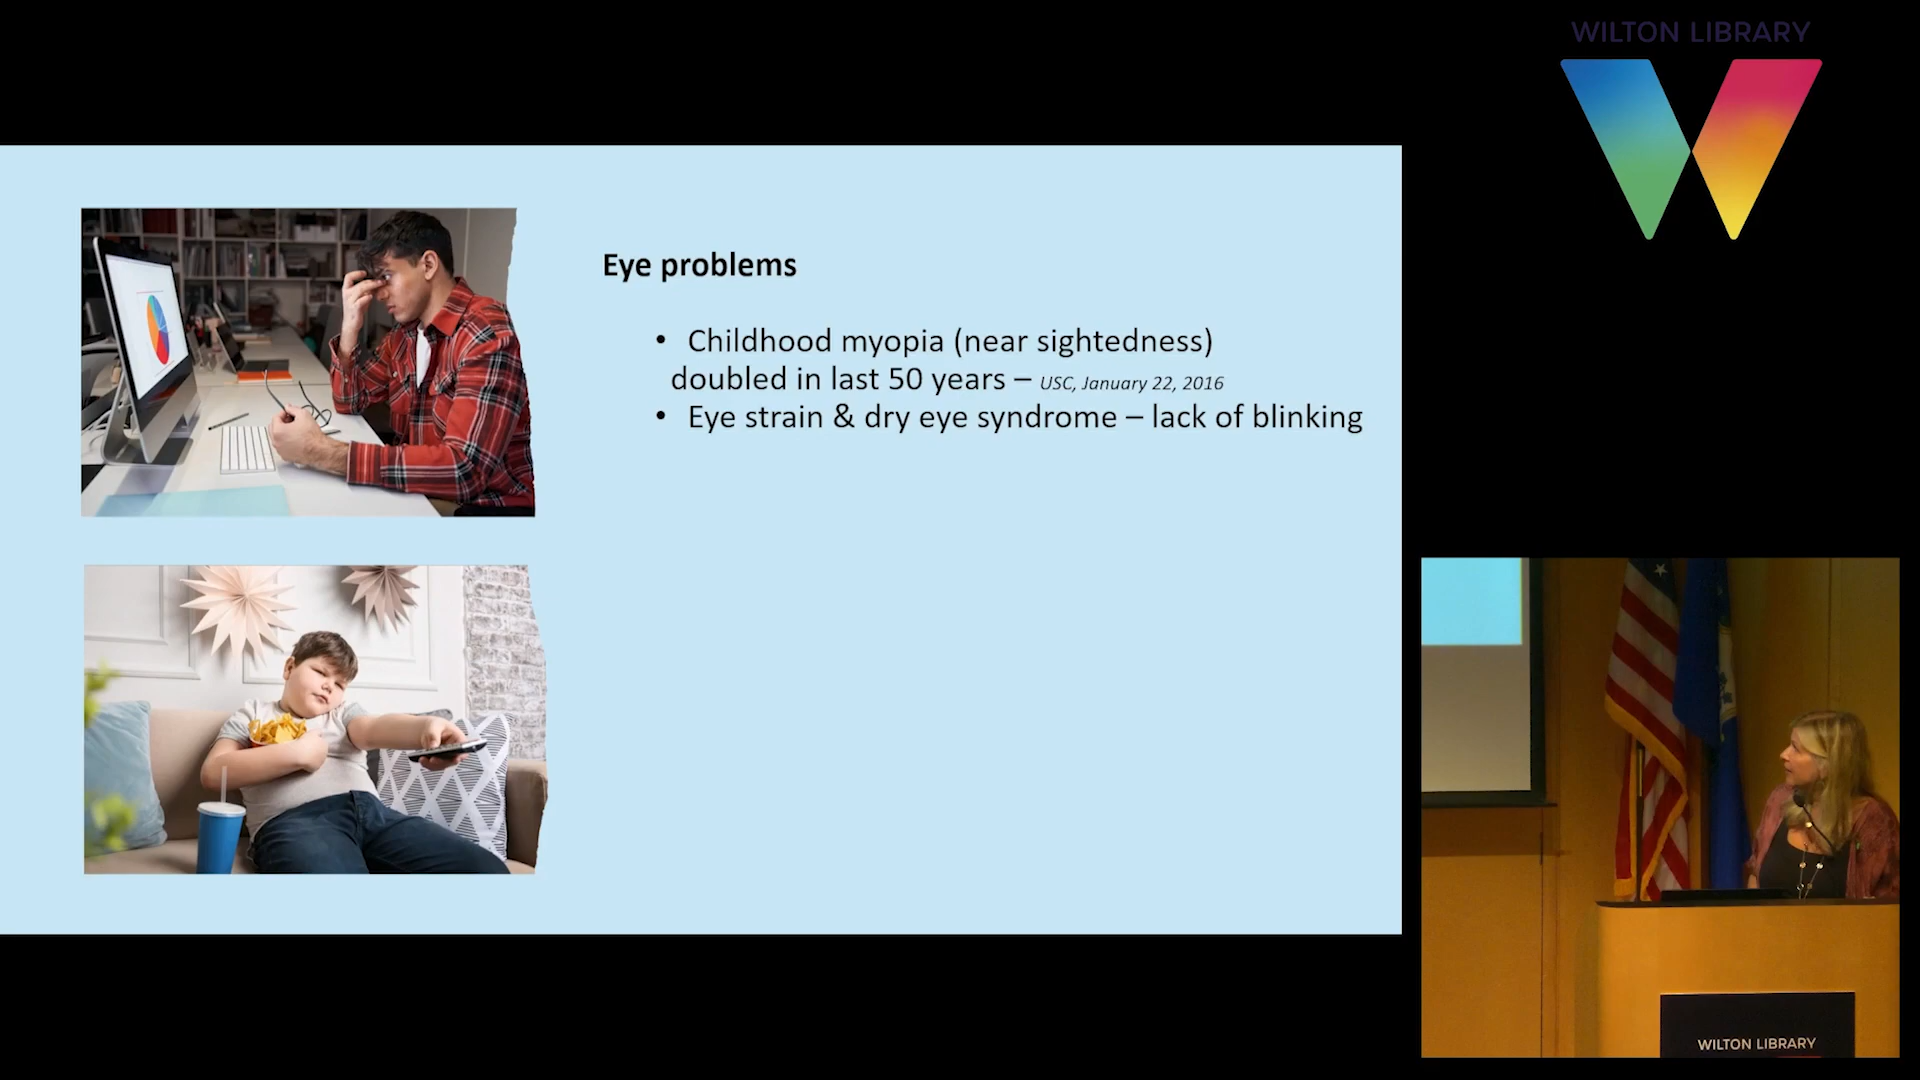 WILTON LIBRARY
Eye problems
• Childhood myopia (near sightedness)
doubled in last 50 years – USC, January 22, 2016
• Eye strain & dry eye syndrome – lack of blinking
WILTON LIBRARY